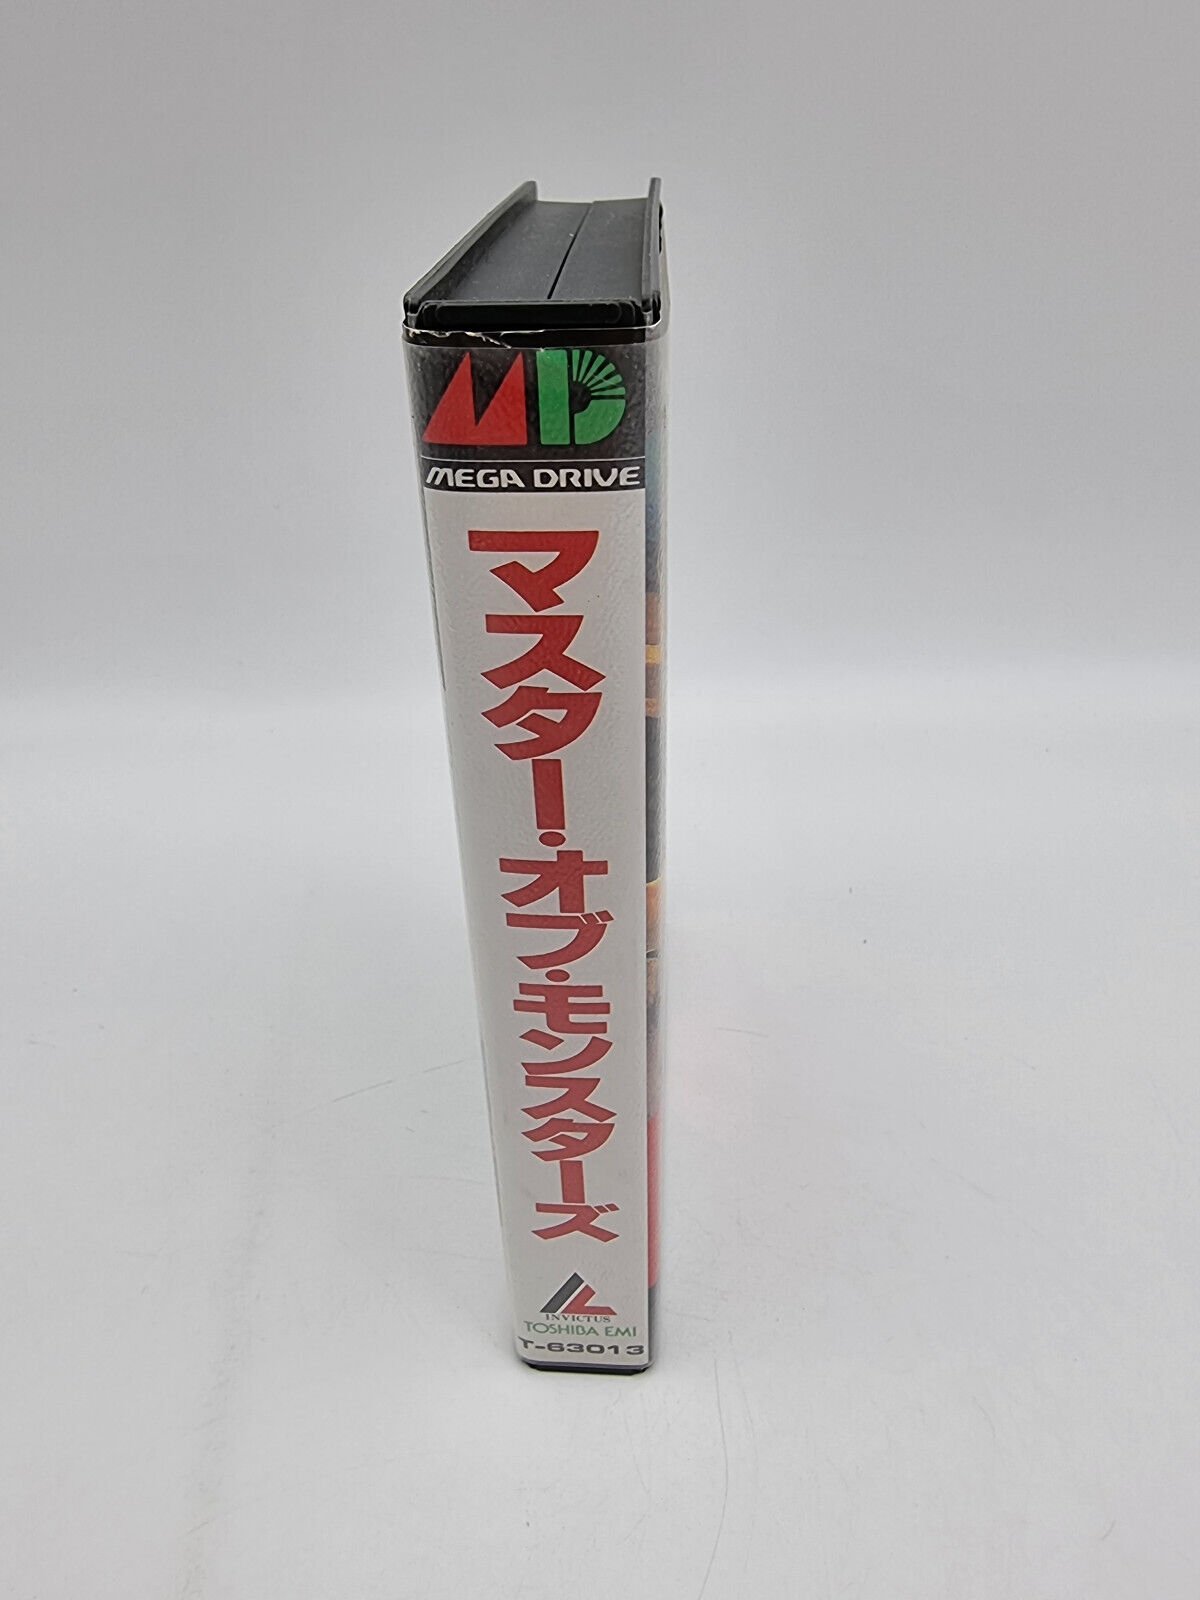 MD
MEGA DRIVE
マスター・オブ・モンスターズ
INVICTUS
TOSHIBA EMI
T-63013